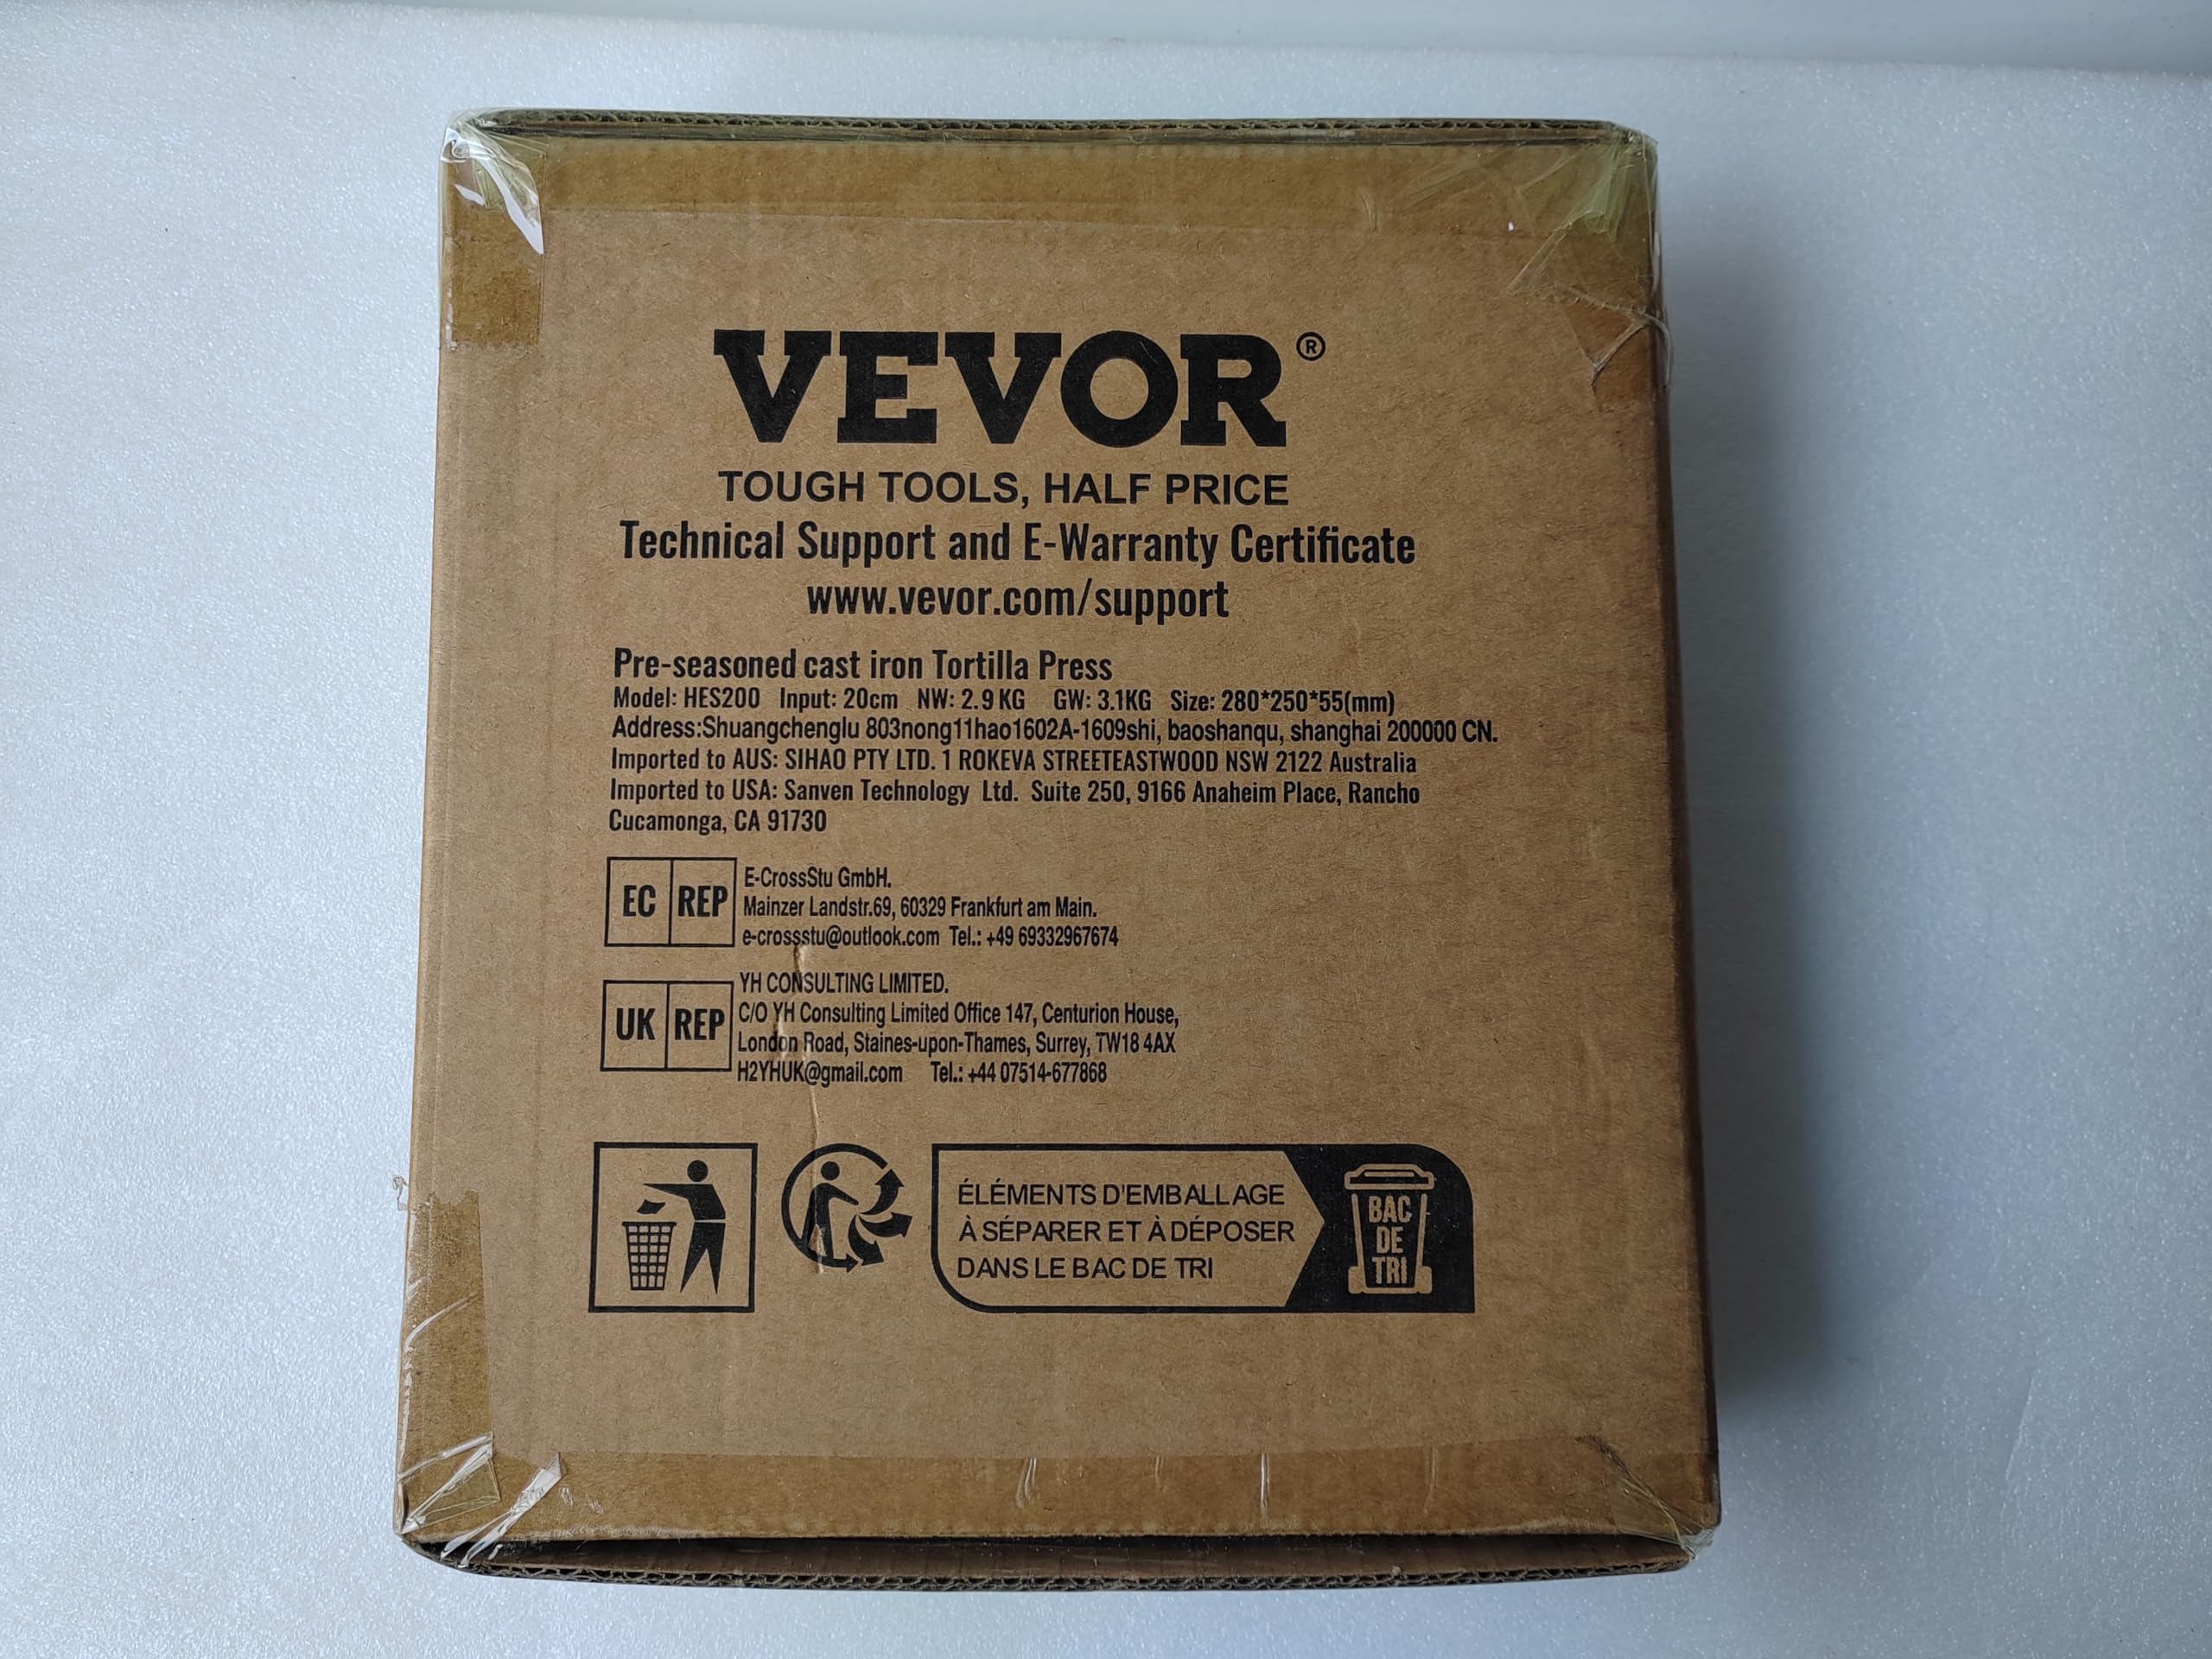 VEVOR®
TOUGH TOOLS, HALF PRICE
Technical Support and E-Warranty Certificate
www.vevor.com/support
Pre-seasoned cast iron Tortilla Press
Model: HES200 Input: 20cm NW: 2.9 KG GW: 3.1KG Size: 280*250*55(mm)
Address:Shuangchenglu 803nong11hao1602A-1609shi, baoshanqu, shanghai 200000 CN.
Imported to AUS: SIHAO PTY LTD. 1 ROKEVA STREETEASTWOOD NSW 2122 Australia
Imported to USA: Sanven Technology Ltd. Suite 250, 9166 Anaheim Place, Rancho
Cucamonga, CA 91730
EC REP
E-CrossStu GmbH.
Mainzer Landstr.69, 60329 Frankfurt am Main.
e-crossstu@outlook.com Tel.: +49 69332967674
UK REP
YH CONSULTING LIMITED.
C/O YH Consulting Limited Office 147, Centurion House,
London Road, Staines-upon-Thames, Surrey, TW18 4AX
H2YHUK@gmail.com Tel.: +44 07514-677868
ÉLÉMENTS D'EMBALLAGE
À SÉPARER ET À DÉPOSER
DANS LE BAC DE TRI
BAC
DE
TRI